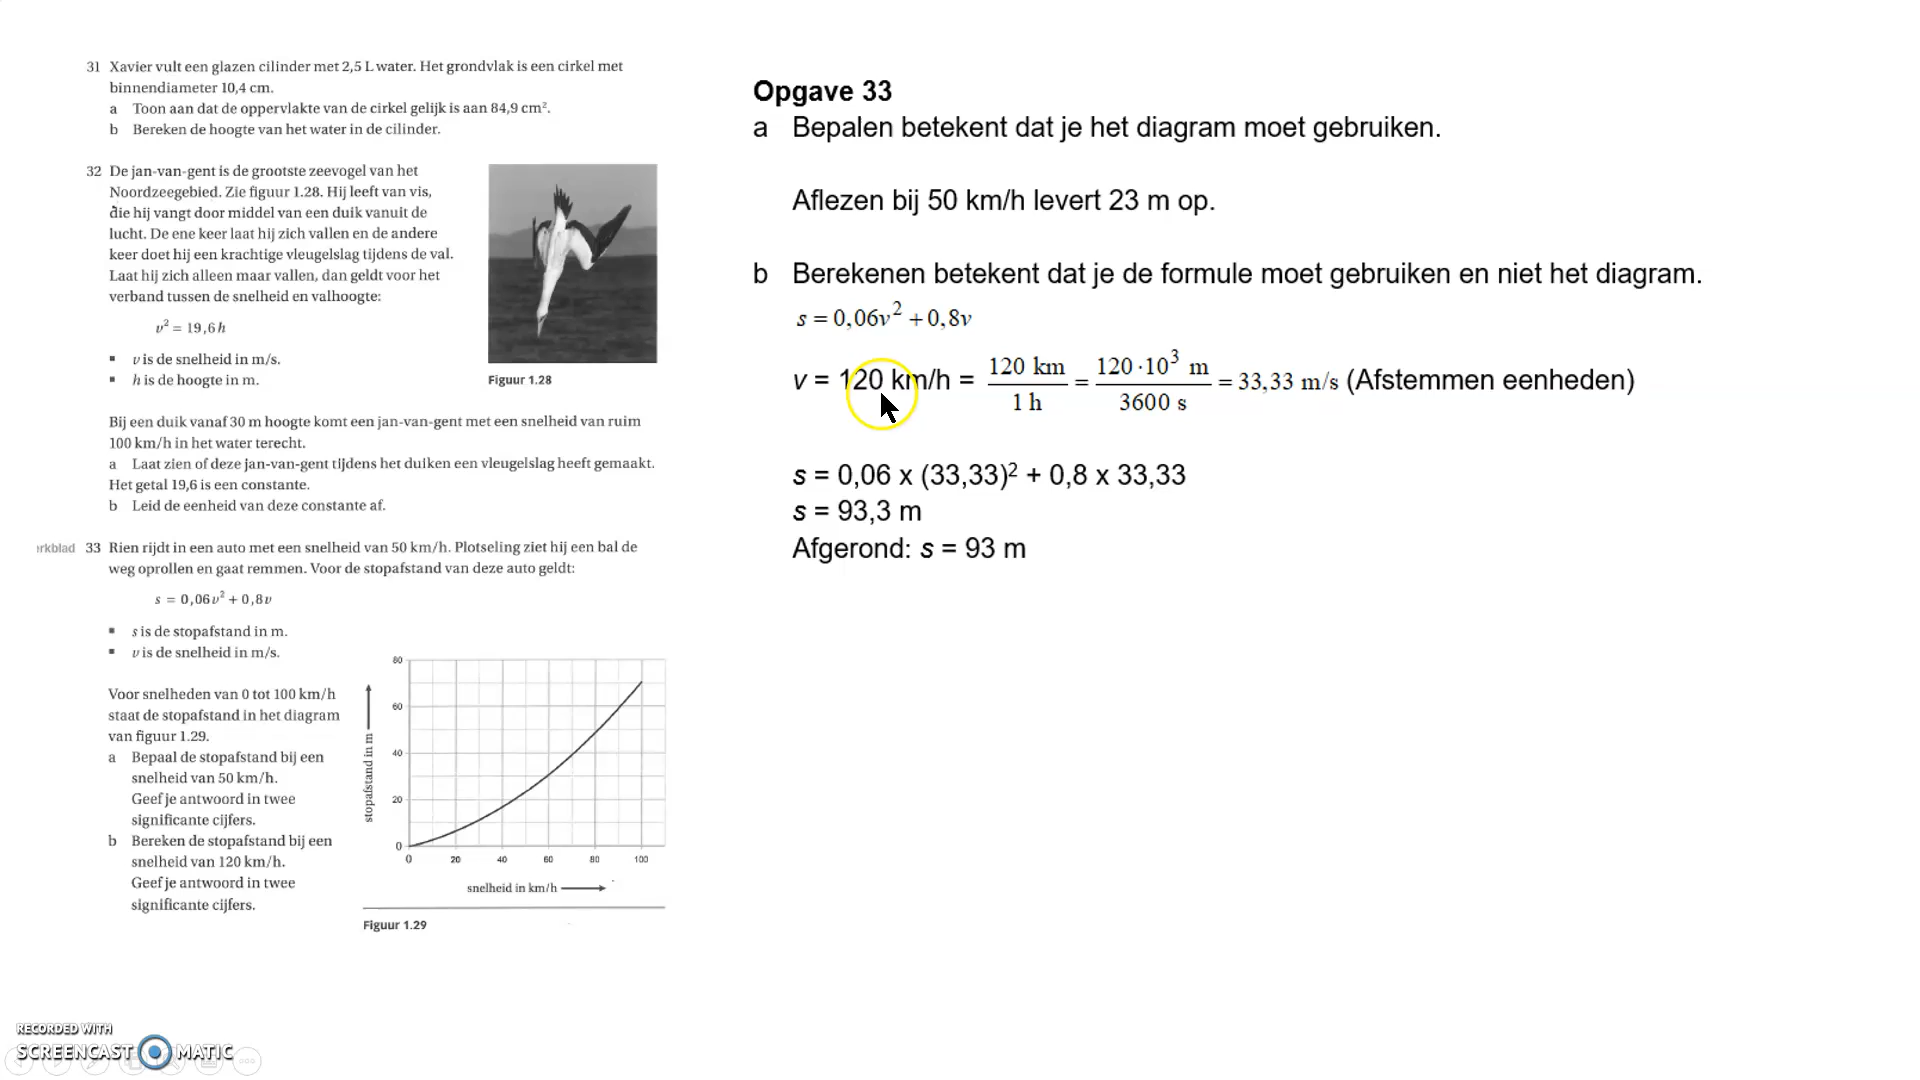 31 Xavier vult een glazen cilinder met 2,5 L water. Het grondvlak is een cirkel met
binnendiameter 10,4 cm.
a Toon aan dat de oppervlakte van de cirkel gelijk is aan 84,9 cm².
b Bereken de hoogte van het water in de cilinder.
32 De jan-van-gent is de grootste zeevogel van het
Noordzeegebied. Zie figuur 1.28. Hij leeft van vis,
die hij vangt door middel van een duik vanuit de
lucht. De ene keer laat hij zich vallen en de andere
keer doet hij een krachtige vleugelslag tijdens de val.
Laat hij zich alleen maar vallen, dan geldt voor het
verband tussen de snelheid en valhoogte:
v² = 19,6h
▪ v is de snelheid in m/s.
▪ h is de hoogte in m.
Figuur 1.28
Bij een duik vanaf 30 m hoogte komt een jan-van-gent met een snelheid van ruim
100 km/h in het water terecht.
a Laat zien of deze jan-van-gent tijdens het duiken een vleugelslag heeft gemaakt.
Het getal 19,6 is een constante.
b Leid de eenheid van deze constante af.
rkblad 33 Rien rijdt in een auto met een snelheid van 50 km/h. Plotseling ziet hij een bal de
weg oprollen en gaat remmen. Voor de stopafstand van deze auto geldt:
s = 0,06v² + 0,8v
▪ s is de stopafstand in m.
▪ v is de snelheid in m/s.
Voor snelheden van 0 tot 100 km/h
staat de stopafstand in het diagram
van figuur 1.29.
a Bepaal de stopafstand bij een
snelheid van 50 km/h.
Geef je antwoord in twee
significante cijfers.
b Bereken de stopafstand bij een
snelheid van 120 km/h.
Geef je antwoord in twee
significante cijfers.
stopafstand in m
80
60
40
20
0
0 20 40 60 80 100
snelheid in km/h
Figuur 1.29
Opgave 33
a Bepalen betekent dat je het diagram moet gebruiken.
Aflezen bij 50 km/h levert 23 m op.
b Berekenen betekent dat je de formule moet gebruiken en niet het diagram.
s = 0,06v² + 0,8v
v = 120 km/h = 120 km / 1 h = 120·10³ m / 3600 s = 33,33 m/s (Afstemmen eenheden)
s = 0,06 x (33,33)² + 0,8 x 33,33
s = 93,3 m
Afgerond: s = 93 m
RECORDED WITH
SCREENCAST MATIC